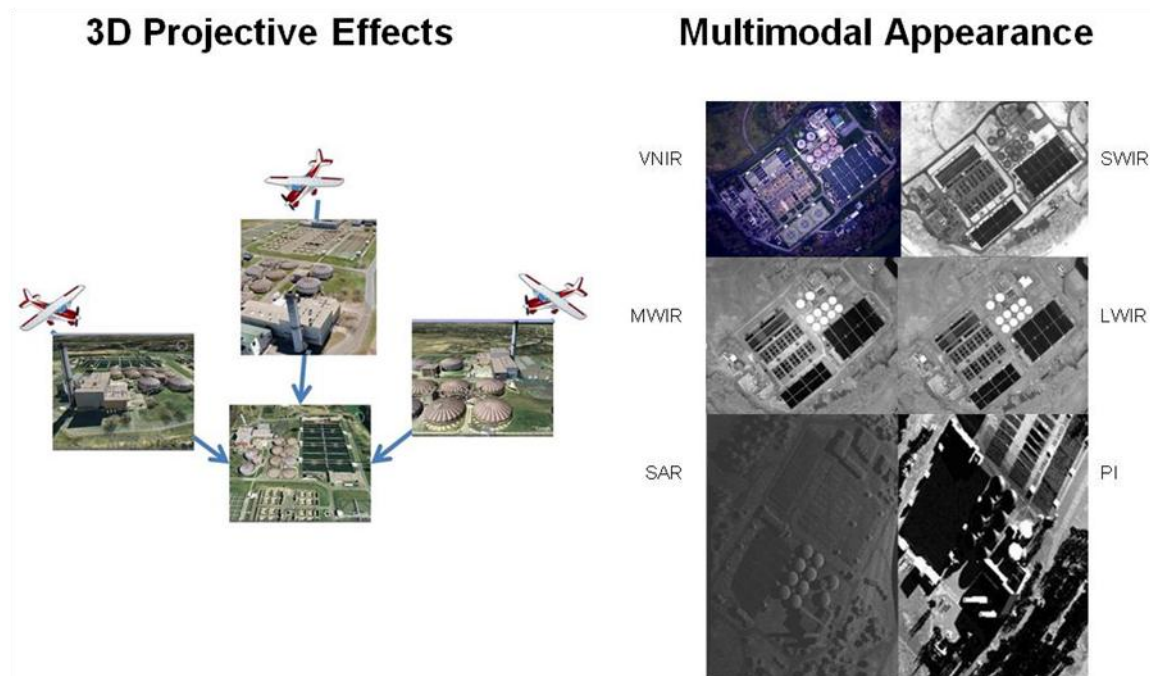 3D Projective Effects
Multimodal Appearance
VNIR
SWIR
MWIR
LWIR
SAR
PI